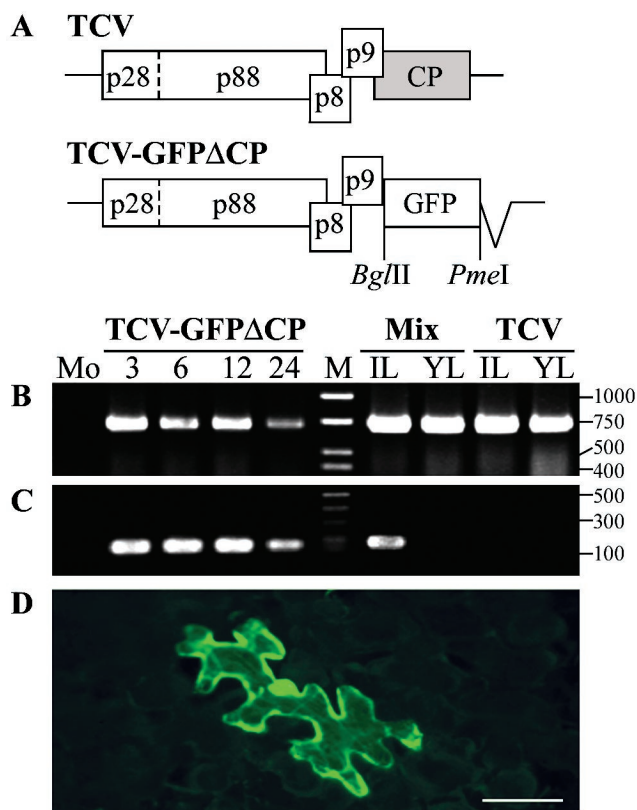 A TCV
p28 p88 p8 p9 CP
TCV-GFPΔCP
p28 p88 p8 p9 GFP
BglII PmeI
TCV-GFPΔCP Mix TCV
Mo 3 6 12 24 M IL YL IL YL
B
1000
750
500
400
C
500
300
100
D